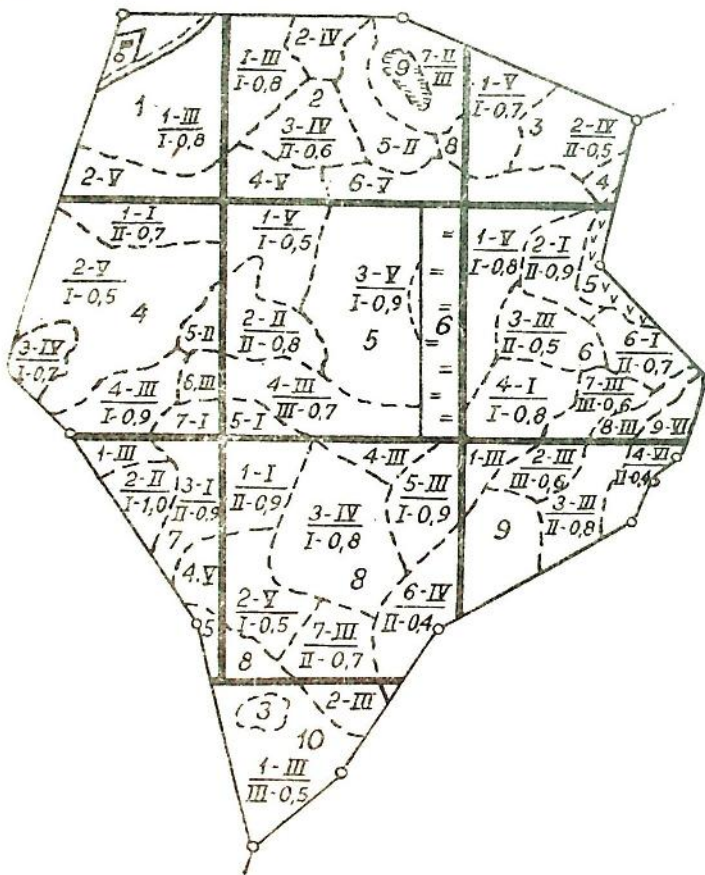 1
1-III
I-0,8
2-V
I-III
I-0,8
2-IV
2
3-IV
II-0,6
4-V
5-II
6-V
9
7-II
III
8
1-V
I-0,7
3
2-IV
II-0,5
4
1-I
II-0,7
2-V
I-0,5
4
3-IV
I-0,7
4-III
I-0,9
5-II
6,III
7-I
1-V
I-0,5
2-II
II-0,8
3-V
I-0,9
5
4-III
III-0,7
5-I
6
1-V
I-0,8
2-I
II-0,9
5
3-III
II-0,5
6
6-I
II-0,7
4-I
I-0,8
7-III
III-0,6
8-III
9-VI
1-III
2-II
I-1,0
3-I
II-0,9
7
4.V
5
1-I
II-0,9
4-III
5-III
I-0,9
3-IV
I-0,8
8
6-IV
II-0,4
2-V
I-0,5
7-III
II-0,7
8
1-III
2-III
III-0,6
4-VI
9
3-III
II-0,8
3
2-III
10
1-III
III-0,5